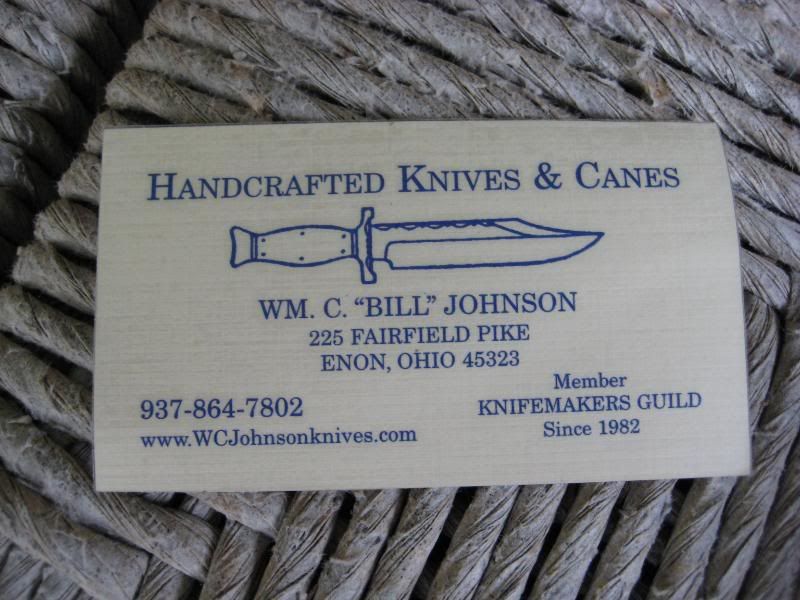 HANDCRAFTED KNIVES & CANES
WM. C. "BILL" JOHNSON
225 FAIRFIELD PIKE
ENON, OHIO 45323
937-864-7802
www.WCJohnsonknives.com
Member
KNIFEMAKERS GUILD
Since 1982